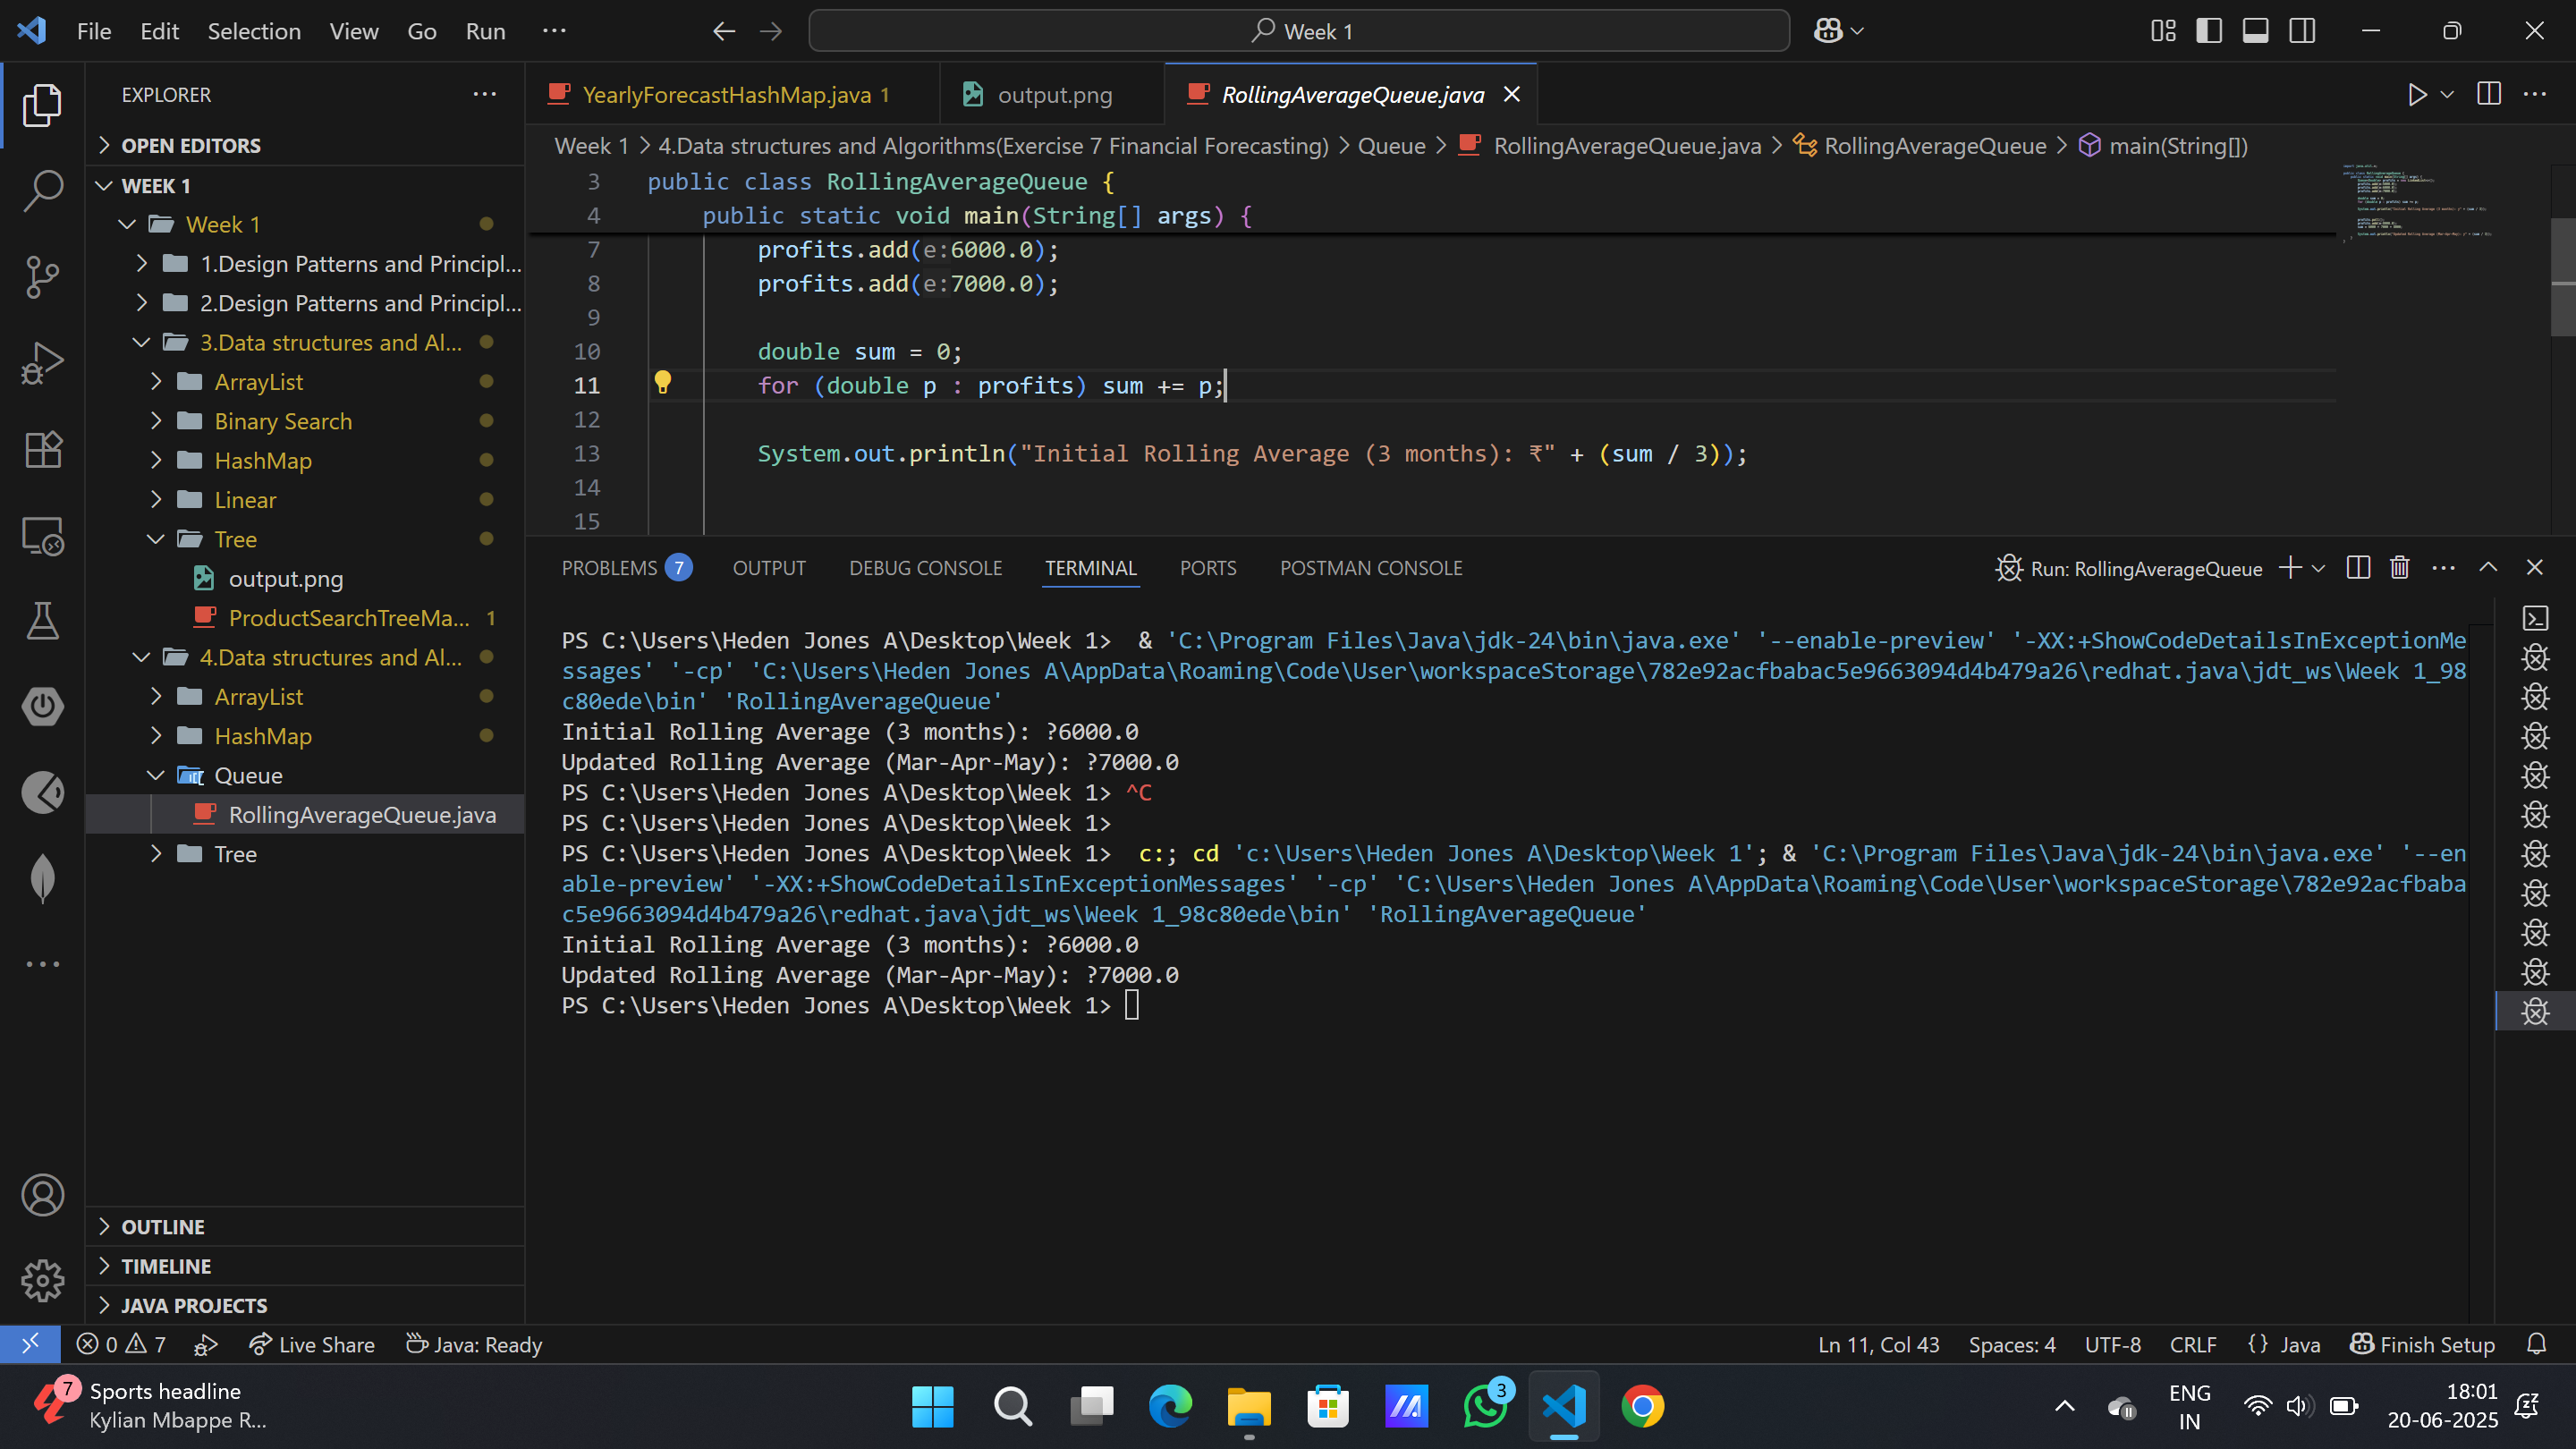 File Edit Selection View Go Run ··· Week 1
EXPLORER
OPEN EDITORS
WEEK 1
Week 1
1.Design Patterns and Principl...
2.Design Patterns and Principl...
3.Data structures and Al...
ArrayList
Binary Search
HashMap
Linear
Tree
output.png
ProductSearchTreeMa... 1
4.Data structures and Al...
ArrayList
HashMap
Queue
RollingAverageQueue.java
Tree
OUTLINE
TIMELINE
JAVA PROJECTS
YearlyForecastHashMap.java 1 output.png RollingAverageQueue.java
Week 1 > 4.Data structures and Algorithms(Exercise 7 Financial Forecasting) > Queue > RollingAverageQueue.java > RollingAverageQueue > main(String[])
3 public class RollingAverageQueue {
4 public static void main(String[] args) {
7 profits.add(e:6000.0);
8 profits.add(e:7000.0);
9
10 double sum = 0;
11 for (double p : profits) sum += p;
12
13 System.out.println("Initial Rolling Average (3 months): ₹" + (sum / 3));
14
15
PROBLEMS 7 OUTPUT DEBUG CONSOLE TERMINAL PORTS POSTMAN CONSOLE Run: RollingAverageQueue
PS C:\Users\Heden Jones A\Desktop\Week 1> & 'C:\Program Files\Java\jdk-24\bin\java.exe' '--enable-preview' '-XX:+ShowCodeDetailsInExceptionMe
ssages' '-cp' 'C:\Users\Heden Jones A\AppData\Roaming\Code\User\workspaceStorage\782e92acfbabac5e9663094d4b479a26\redhat.java\jdt_ws\Week 1_98
c80ede\bin' 'RollingAverageQueue'
Initial Rolling Average (3 months): ?6000.0
Updated Rolling Average (Mar-Apr-May): ?7000.0
PS C:\Users\Heden Jones A\Desktop\Week 1> ^C
PS C:\Users\Heden Jones A\Desktop\Week 1>
PS C:\Users\Heden Jones A\Desktop\Week 1> c:; cd 'c:\Users\Heden Jones A\Desktop\Week 1'; & 'C:\Program Files\Java\jdk-24\bin\java.exe' '--en
able-preview' '-XX:+ShowCodeDetailsInExceptionMessages' '-cp' 'C:\Users\Heden Jones A\AppData\Roaming\Code\User\workspaceStorage\782e92acfbaba
c5e9663094d4b479a26\redhat.java\jdt_ws\Week 1_98c80ede\bin' 'RollingAverageQueue'
Initial Rolling Average (3 months): ?6000.0
Updated Rolling Average (Mar-Apr-May): ?7000.0
PS C:\Users\Heden Jones A\Desktop\Week 1>
0 7 Live Share Java: Ready Ln 11, Col 43 Spaces: 4 UTF-8 CRLF {} Java Finish Setup
7 Sports headline
Kylian Mbappe R...
3
ENG
IN
18:01
20-06-2025